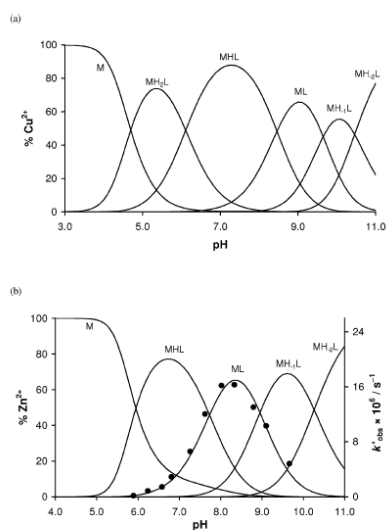 (a)
100
80
60
40
20
0
% Cu²⁺
M
MH₂L
MHL
ML
MH₋₁L
MH₋₂L
3.0 5.0 7.0 9.0 11.0
pH
(b)
100
80
60
40
20
0
% Zn²⁺
M
MHL
ML
MH₋₁L
MH₋₂L
24
16
8
0
k'obs × 10⁶ / s⁻¹
4.0 5.0 6.0 7.0 8.0 9.0 10.0 11.0
pH